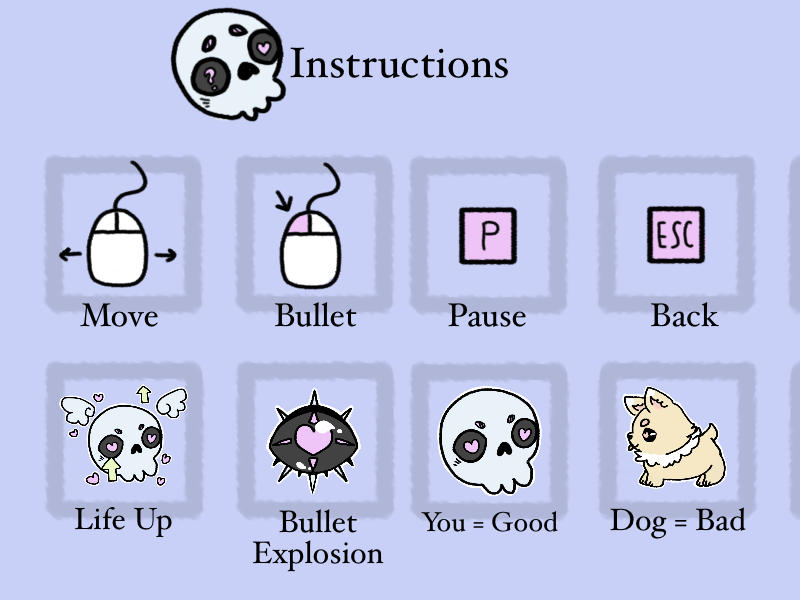 ?
Instructions
Move
Bullet
P
Pause
ESC
Back
Life Up
Bullet
Explosion
You = Good
Dog = Bad